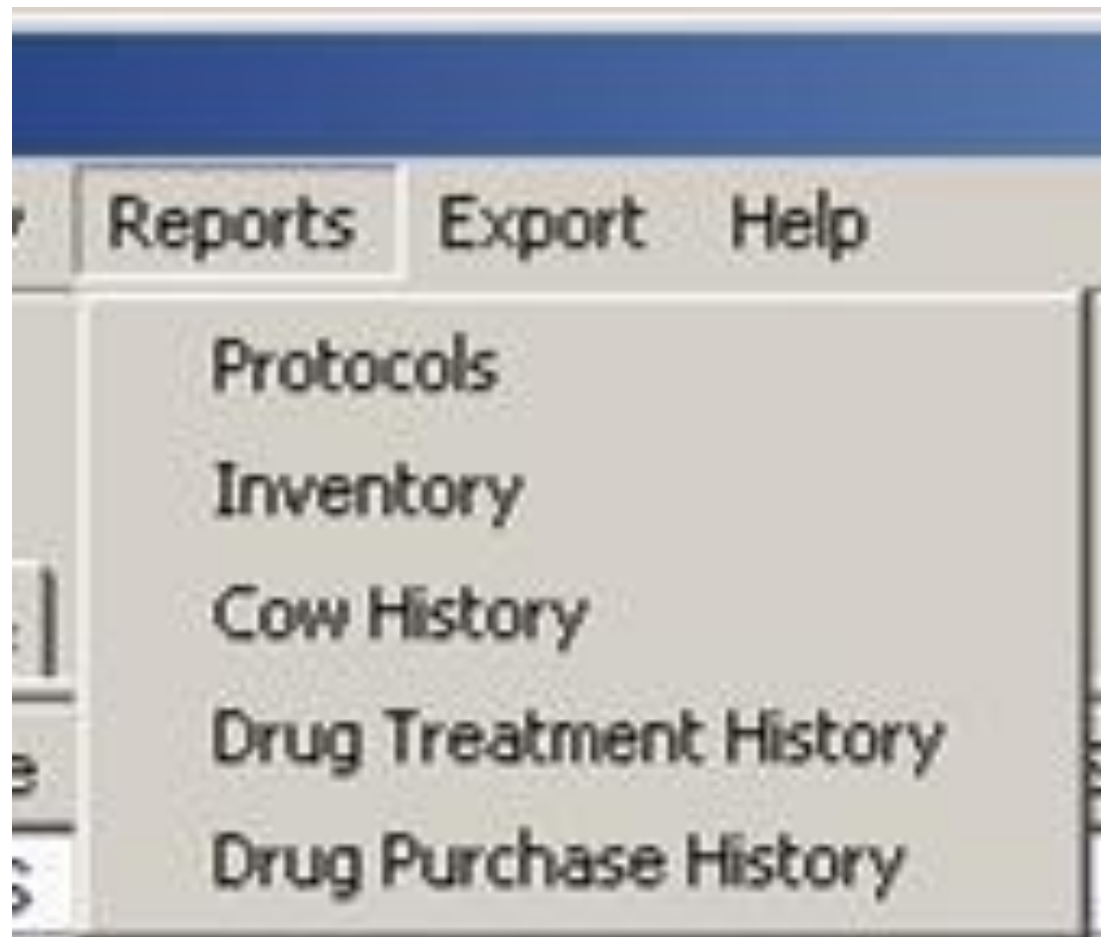 Reports Export Help
Protocols
Inventory
Cow History
Drug Treatment History
Drug Purchase History